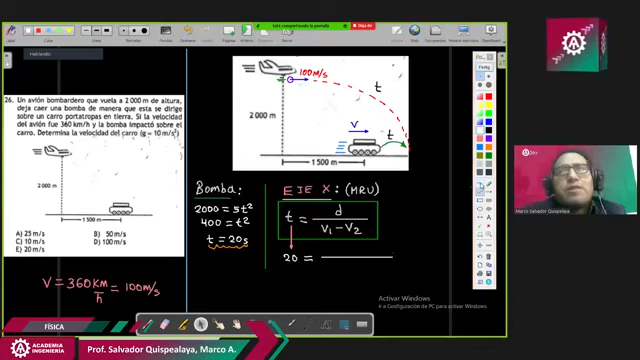 Está compartiendo la pantalla
Hablando:
26. Un avión bombardero que vuela a 2 000 m de altura,
deja caer una bomba de manera que esta se dirige
sobre un carro portatropas en tierra. Si la velocidad
del avión fue 360 km/h y la bomba impactó sobre el
carro. Determina la velocidad del carro (g = 10 m/s²)
2 000 m
1 500 m
A) 25 m/s B) 50 m/s
C) 10 m/s D) 100 m/s
E) 20 m/s
V = 360 Km/h = 100 M/s
100 M/s
t
2 000 m
V
t
1 500 m
Bomba:
2000 = 5t²
400 = t²
t = 20s
EJE X : (MRU)
t = d / V1 − V2
20 =
Activar Windows
Ir a Configuración de PC para activar Windows.
Marco Salvador Quispealaya
FÍSICA
ACADEMIA
INGENIERÍA
Prof. Salvador Quispealaya, Marco A.